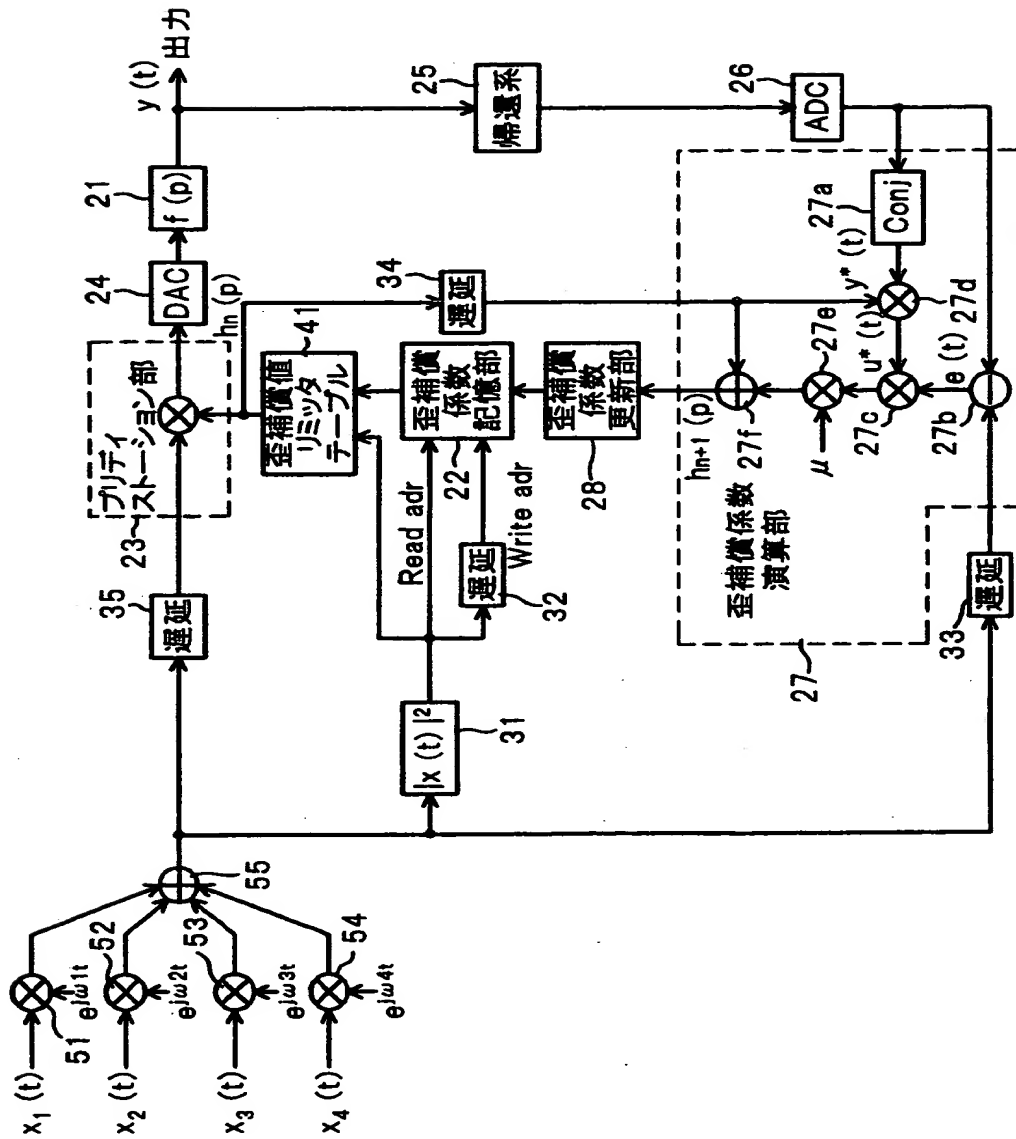 x₁(t)
51
e^jω1t
x₂(t)
52
e^jω2t
x₃(t)
53
e^jω3t
x₄(t)
54
e^jω4t
55
35
遅延
23
プリディ
ストーション部
24
DAC
21
f(p)
y(t)
出力
hn(p)
|x(t)|²
31
Read adr
Write adr
遅延
32
歪補償値
リミッタ
テーブル
41
歪補償
係数
記憶部
22
歪補償
係数
更新部
28
34
遅延
25
帰還系
26
ADC
27a
Conj
y*(t)
27d
u*(t)
27e
μ
27c
e(t)
27b
27f
hn+1(p)
歪補償係数
演算部
27
33
遅延